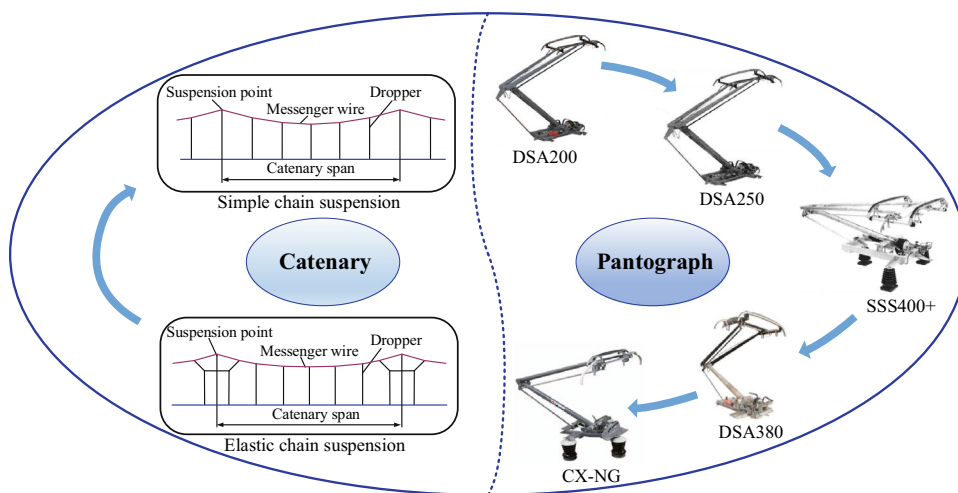 Suspension point
Messenger wire
Dropper
Catenary span
Simple chain suspension
Catenary
Suspension point
Messenger wire
Dropper
Catenary span
Elastic chain suspension
DSA200
DSA250
SSS400+
Pantograph
DSA380
CX-NG